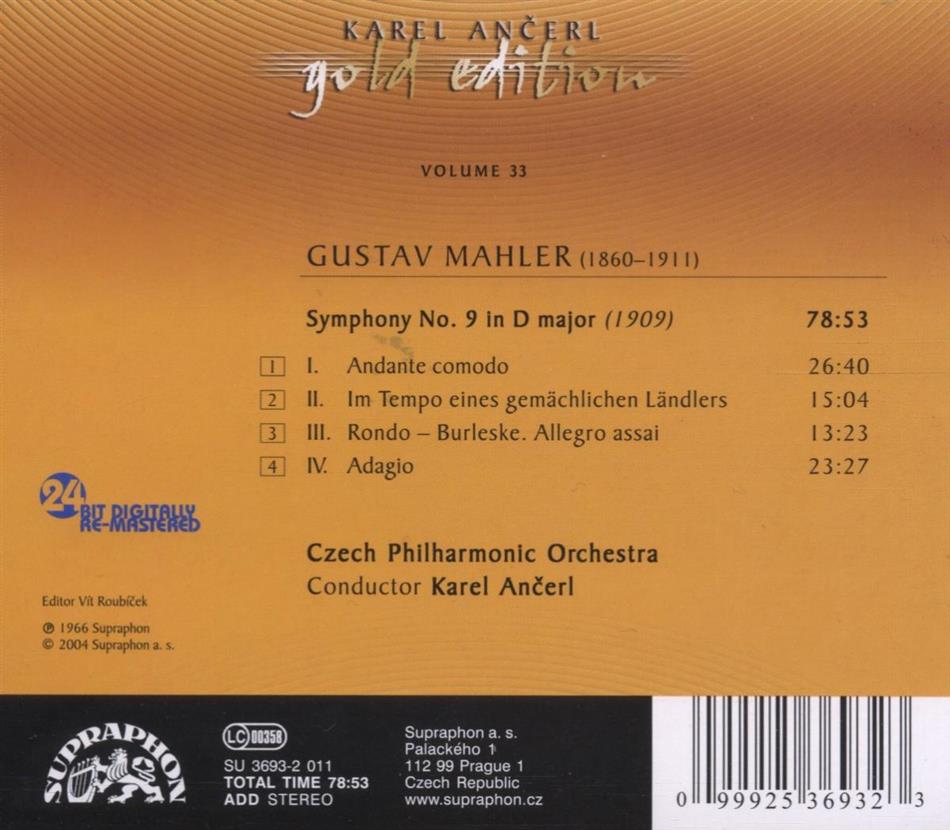 KAREL ANČERL
gold edition
VOLUME 33
GUSTAV MAHLER (1860–1911)
Symphony No. 9 in D major (1909) 78:53
1 I. Andante comodo 26:40
2 II. Im Tempo eines gemächlichen Ländlers 15:04
3 III. Rondo – Burleske. Allegro assai 13:23
4 IV. Adagio 23:27
24
BIT DIGITALLY
RE-MASTERED
Czech Philharmonic Orchestra
Conductor Karel Ančerl
Editor Vít Roubíček
℗ 1966 Supraphon
© 2004 Supraphon a. s.
SUPRAPHON
LC 00358
SU 3693-2 011
TOTAL TIME 78:53
ADD STEREO
Supraphon a. s.
Palackého 1
112 99 Prague 1
Czech Republic
www.supraphon.cz
0 99925 36932 3